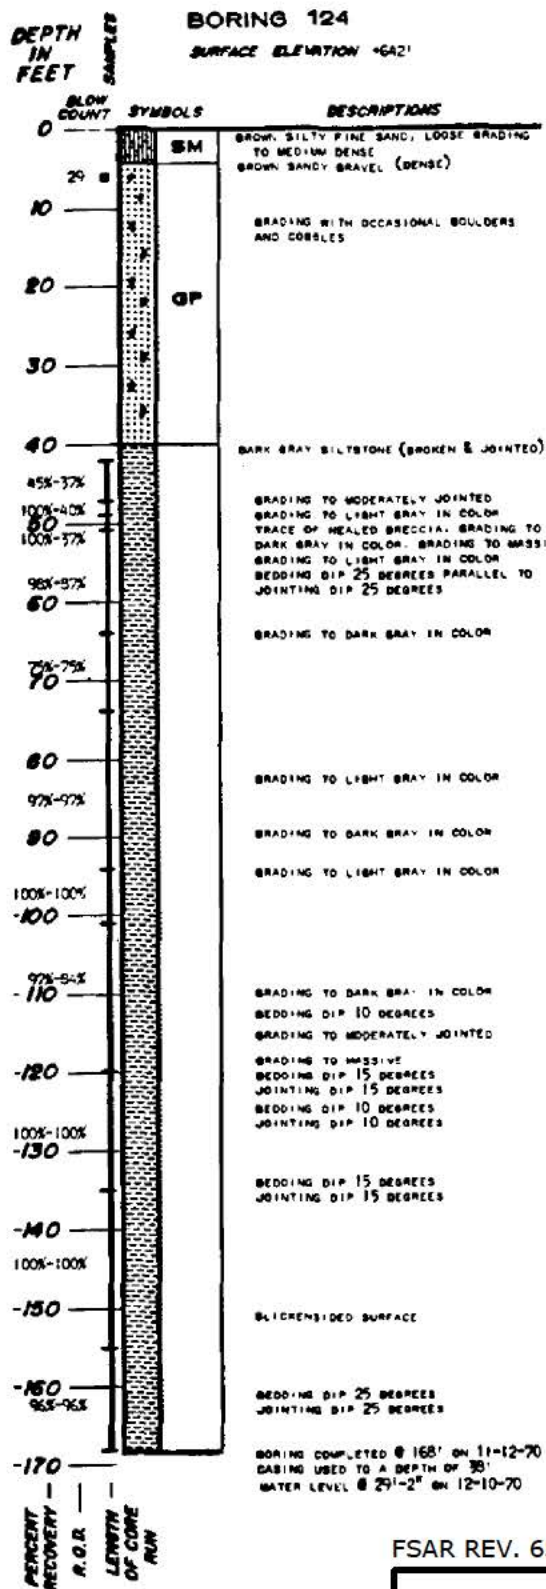 BORING 124
SURFACE ELEVATION +642'
DEPTH
IN
FEET
SAMPLES
BLOW
COUNT
SYMBOLS
DESCRIPTIONS
0
BROWN SILTY FINE SAND, LOOSE GRADING
TO MEDIUM DENSE
SM
BROWN SANDY GRAVEL (DENSE)
29
10
GRADING WITH OCCASIONAL BOULDERS
AND COBBLES
20
GP
30
40
DARK GRAY SILTSTONE (BROKEN & JOINTED)
45%-37%
GRADING TO MODERATELY JOINTED
100%-40%
GRADING TO LIGHT GRAY IN COLOR
50
TRACE OF HEALED BRECCIA. GRADING TO
100%-37%
DARK GRAY IN COLOR. GRADING TO MASSI
GRADING TO LIGHT GRAY IN COLOR
BEDDING DIP 25 DEGREES PARALLEL TO
98%-87%
JOINTING DIP 25 DEGREES
60
GRADING TO DARK GRAY IN COLOR
75%-75%
70
80
GRADING TO LIGHT GRAY IN COLOR
97%-97%
90
GRADING TO DARK GRAY IN COLOR
GRADING TO LIGHT GRAY IN COLOR
100%-100%
-100
97%-84%
-110
GRADING TO DARK GRAY IN COLOR
BEDDING DIP 10 DEGREES
GRADING TO MODERATELY JOINTED
GRADING TO MASSIVE
-120
BEDDING DIP 15 DEGREES
JOINTING DIP 15 DEGREES
BEDDING DIP 10 DEGREES
JOINTING DIP 10 DEGREES
100%-100%
-130
BEDDING DIP 15 DEGREES
JOINTING DIP 15 DEGREES
-140
100%-100%
-150
SLICKENSIDED SURFACE
-160
BEDDING DIP 25 DEGREES
96%-96%
JOINTING DIP 25 DEGREES
BORING COMPLETED @ 168' ON 11-12-70
-170
CASING USED TO A DEPTH OF 38'
WATER LEVEL @ 29'-2" ON 12-10-70
PERCENT
RECOVERY
R.Q.D.
LENGTH
OF CORE
RUN
FSAR REV. 6